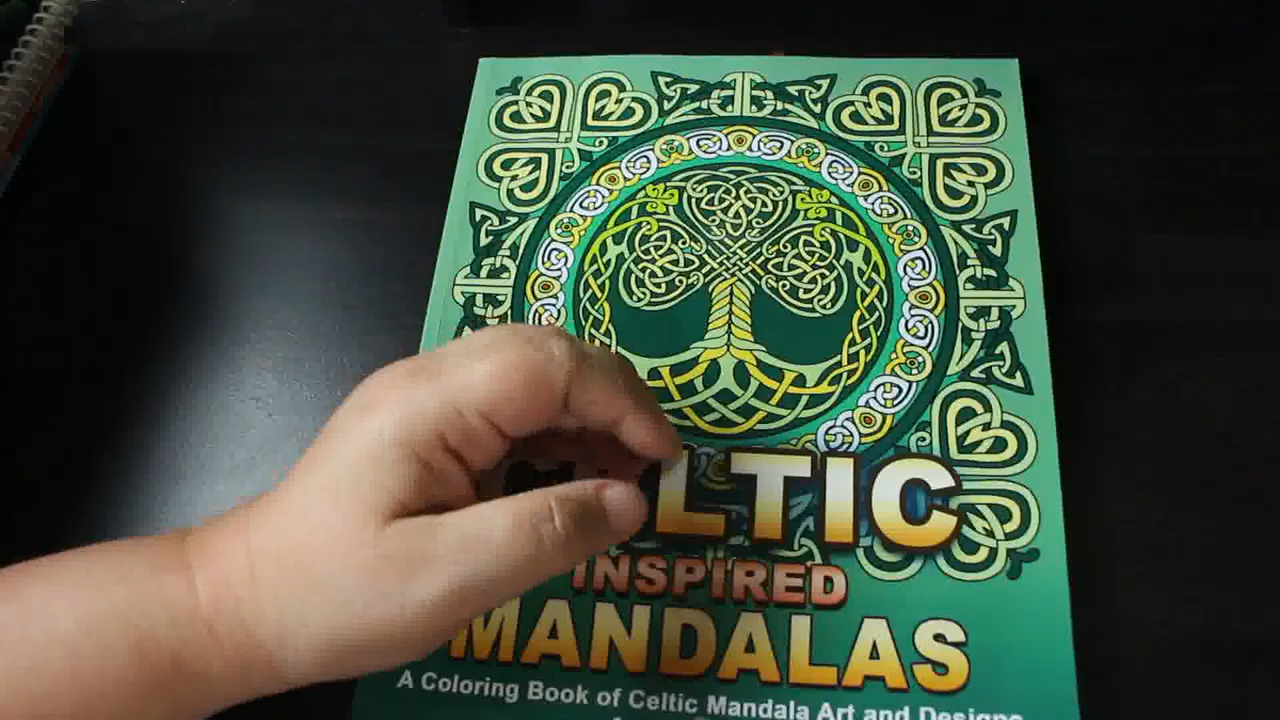 LTIC
INSPIRED
MANDALAS
A Coloring Book of Celtic Mandala Art and Designs